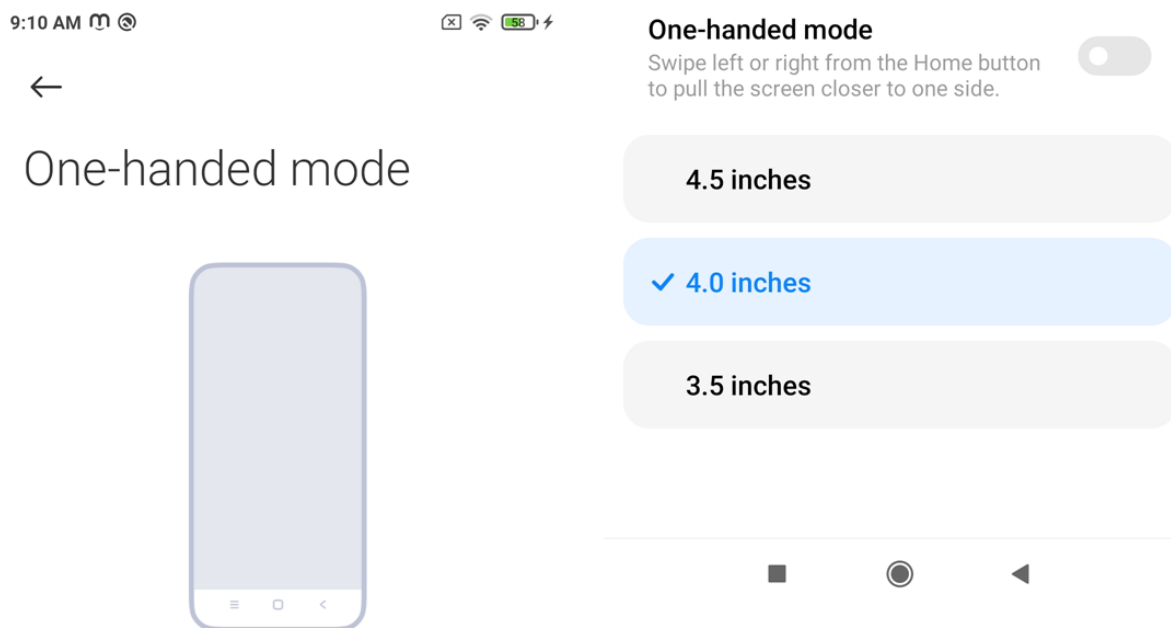 9:10 AM
58
One-handed mode
One-handed mode
Swipe left or right from the Home button
to pull the screen closer to one side.
4.5 inches
4.0 inches
3.5 inches